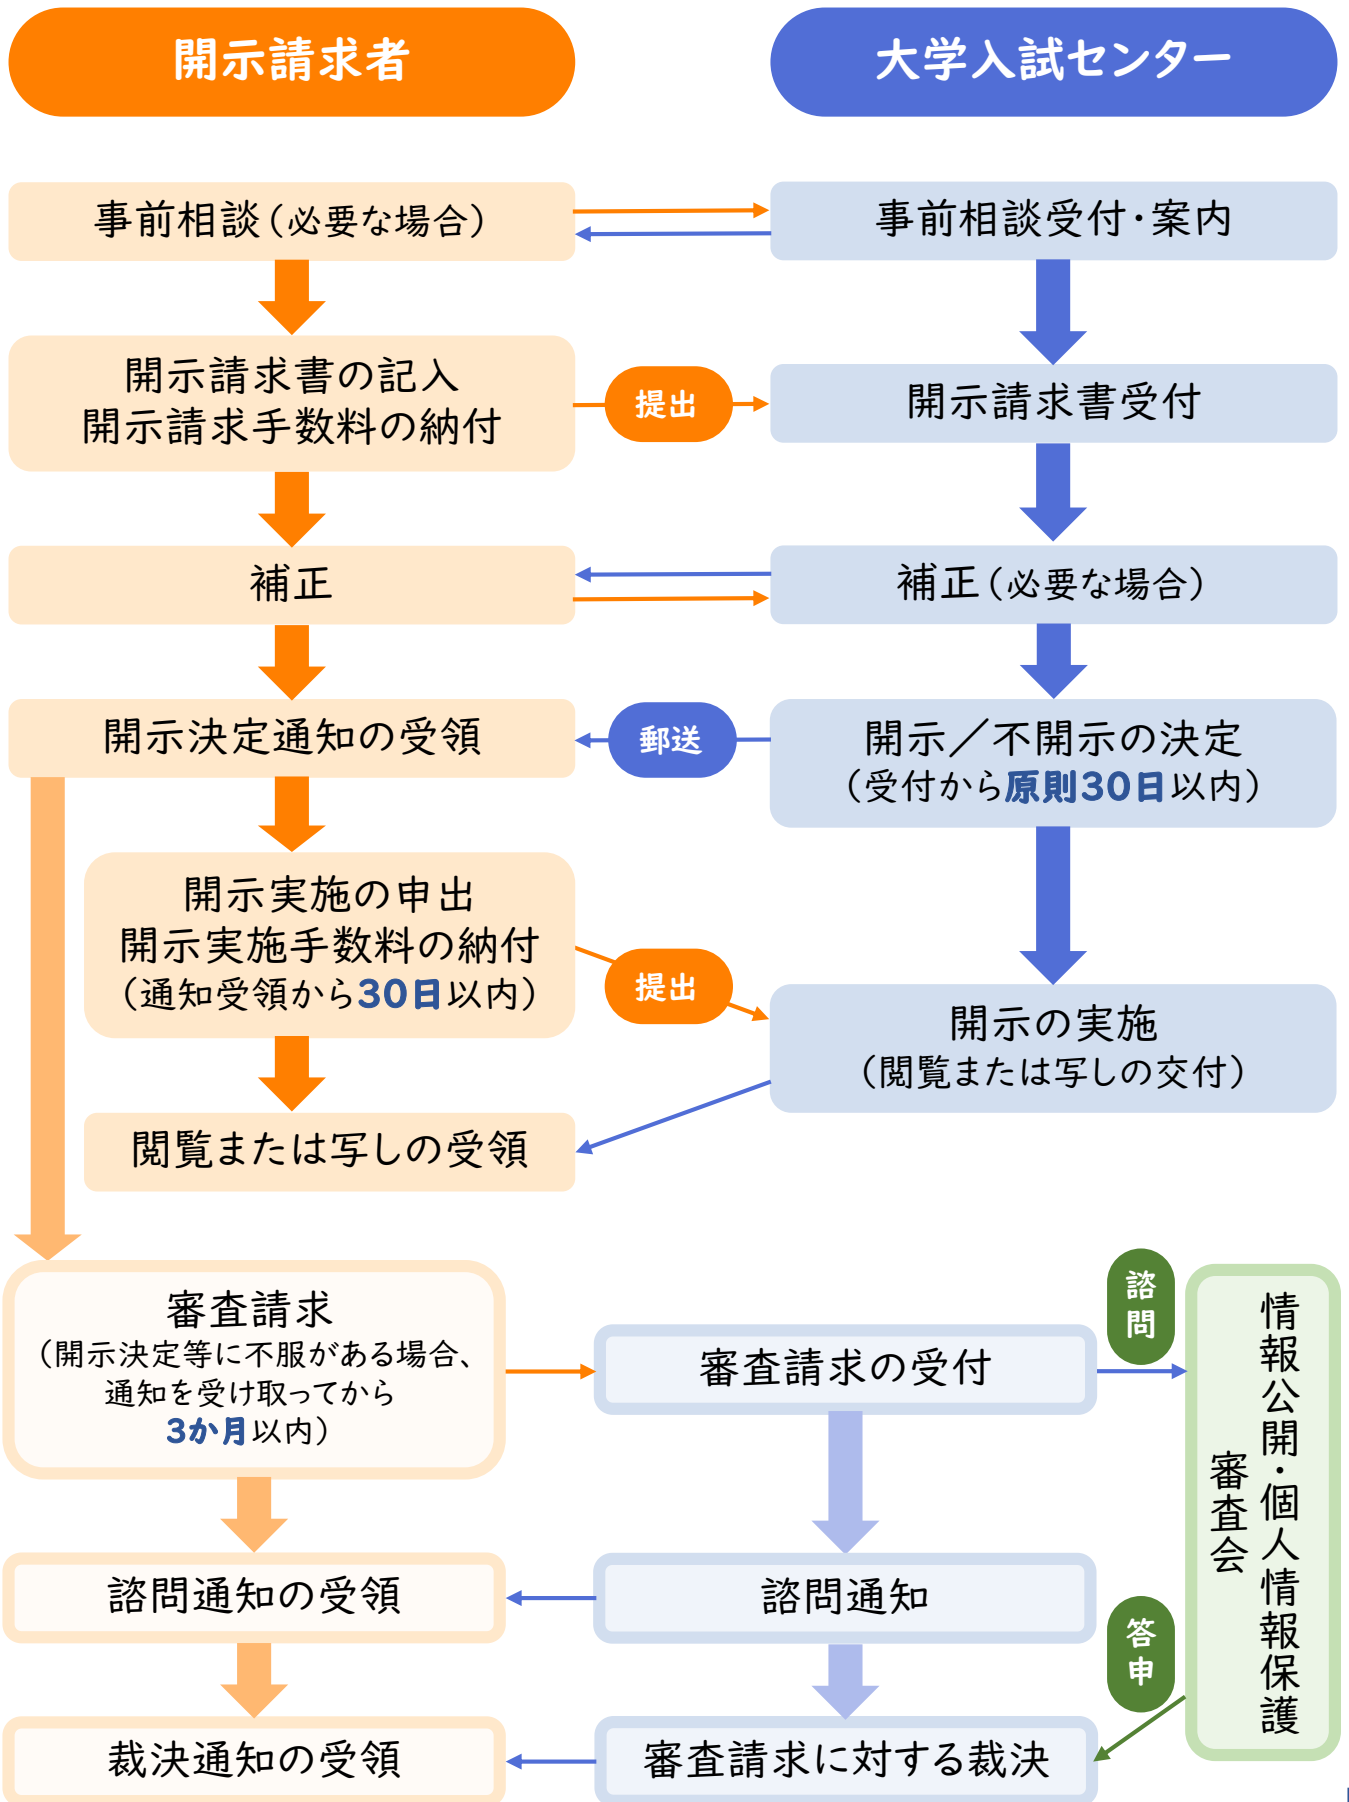 開示請求者
大学入試センター
事前相談（必要な場合）
事前相談受付・案内
開示請求書の記入
開示請求手数料の納付
提出
開示請求書受付
補正
補正（必要な場合）
開示決定通知の受領
郵送
開示／不開示の決定
（受付から原則30日以内）
開示実施の申出
開示実施手数料の納付
（通知受領から30日以内）
提出
開示の実施
（閲覧または写しの交付）
閲覧または写しの受領
審査請求
（開示決定等に不服がある場合、
通知を受け取ってから
3か月以内）
審査請求の受付
諮問
情報公開・個人情報保護
審査会
諮問通知の受領
諮問通知
答申
裁決通知の受領
審査請求に対する裁決